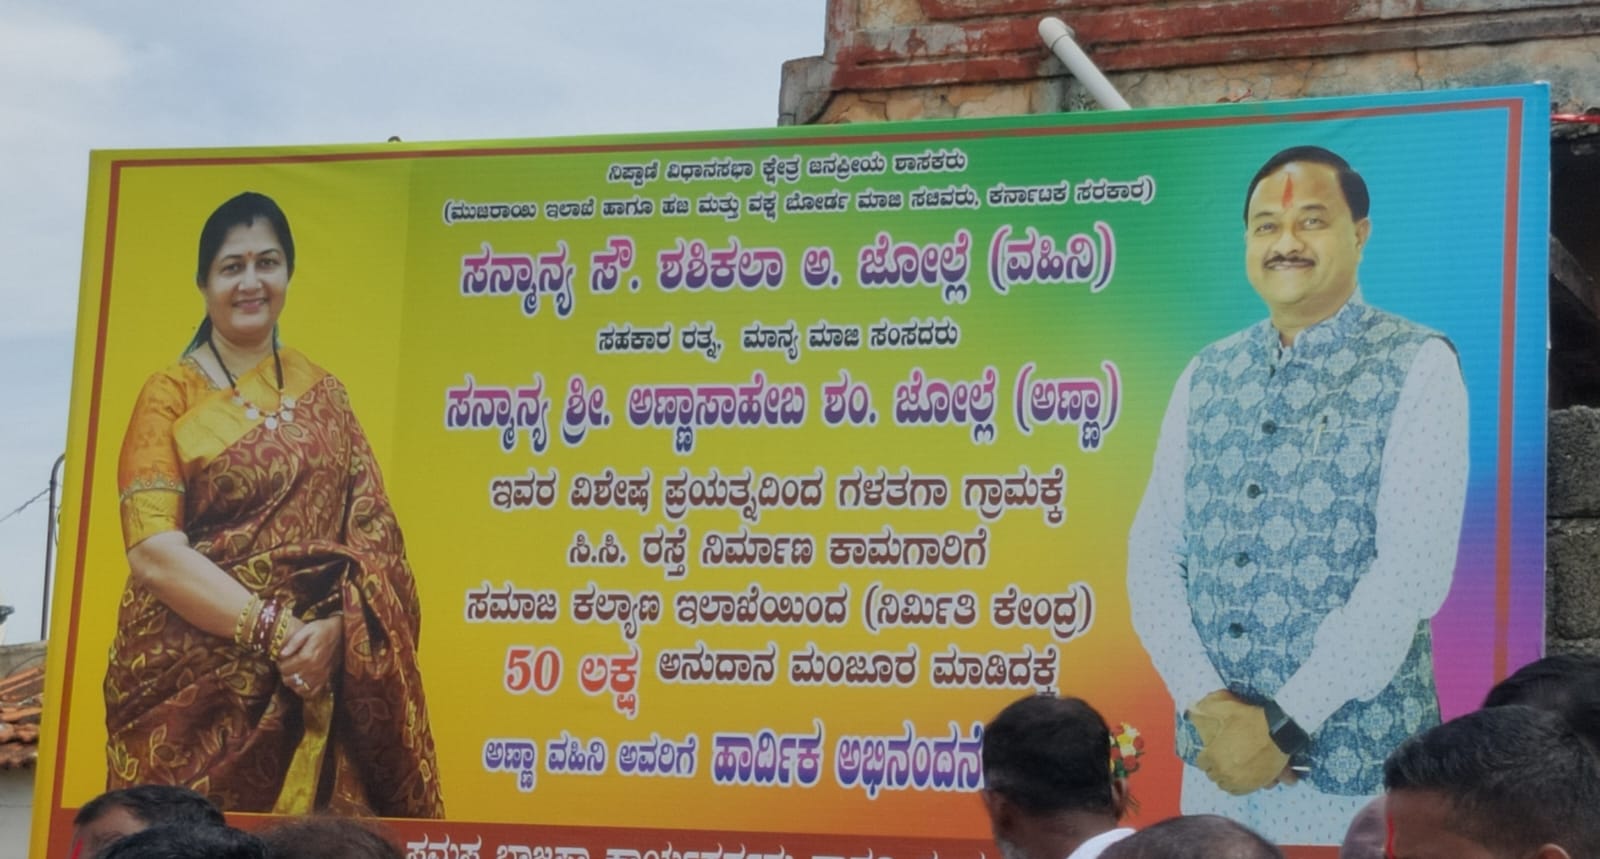 ನಿಪ್ಪಾಣಿ ವಿಧಾನಸಭಾ ಕ್ಷೇತ್ರ ಜನಪ್ರೀಯ ಶಾಸಕರು
(ಮುಜರಾಯಿ ಇಲಾಖೆ ಹಾಗೂ ಹಜ ಮತ್ತು ವಕ್ಷ ಬೋರ್ಡ ಮಾಜಿ ಸಚಿವರು, ಕರ್ನಾಟಕ ಸರಕಾರ)
ಸನ್ಮಾನ್ಯ ಸೌ. ಶಶಿಕಲಾ ಅ. ಜೋಲ್ಲೆ (ವಹಿನಿ)
ಸಹಕಾರ ರತ್ನ, ಮಾನ್ಯ ಮಾಜಿ ಸಂಸದರು
ಸನ್ಮಾನ್ಯ ಶ್ರೀ. ಅಣ್ಣಾಸಾಹೇಬ ಶಂ. ಜೋಲ್ಲೆ (ಅಣ್ಣಾ)
ಇವರ ವಿಶೇಷ ಪ್ರಯತ್ನದಿಂದ ಗಳತಗಾ ಗ್ರಾಮಕ್ಕೆ
ಸಿ.ಸಿ. ರಸ್ತೆ ನಿರ್ಮಾಣ ಕಾಮಗಾರಿಗೆ
ಸಮಾಜ ಕಲ್ಯಾಣ ಇಲಾಖೆಯಿಂದ (ನಿರ್ಮಿತಿ ಕೇಂದ್ರ)
50 ಲಕ್ಷ ಅನುದಾನ ಮಂಜೂರ ಮಾಡಿದಕ್ಕೆ
ಅಣ್ಣಾ ವಹಿನಿ ಅವರಿಗೆ ಹಾರ್ದಿಕ ಅಭಿನಂದನೆ